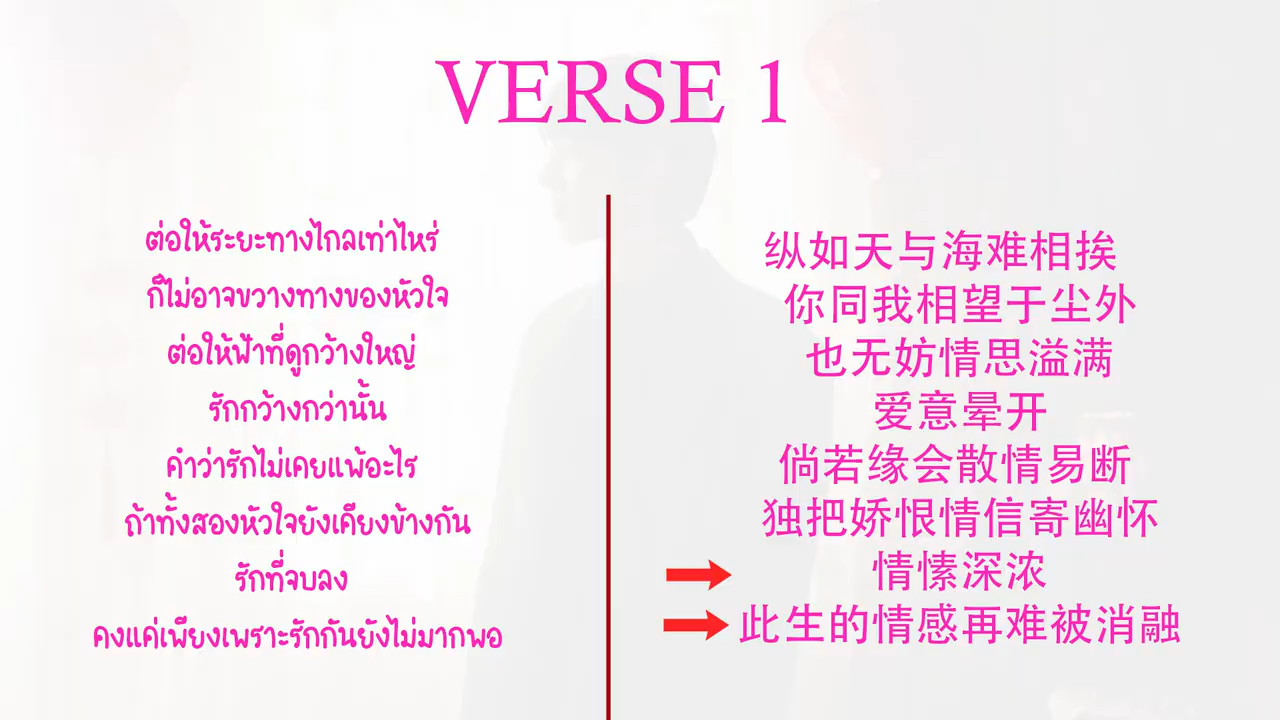 VERSE 1
ต่อให้ระยะทางไกลเท่าไหร่
ก็ไม่อาจขวางทางของหัวใจ
ต่อให้ฟ้าที่ดูกว้างใหญ่
รักกว้างกว่านั้น
คำว่ารักไม่เคยแพ้อะไร
ถ้าทั้งสองหัวใจยังเคียงข้างกัน
รักที่จบลง
คงแค่เพียงเพราะรักกันยังไม่มากพอ
纵如天与海难相挨
你同我相望于尘外
也无妨情思溢满
爱意晕开
倘若缘会散情易断
独把娇恨情信寄幽怀
情愫深浓
此生的情感再难被消融